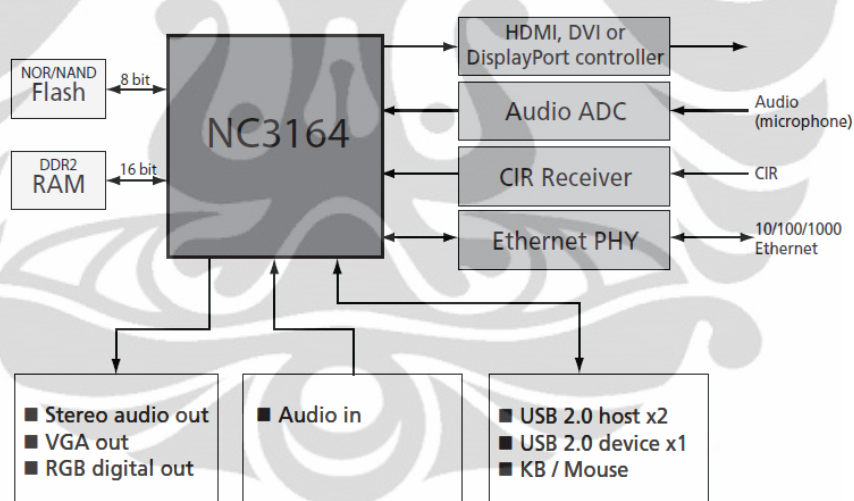 NOR/NAND
Flash
8 bit
DDR2
RAM
16 bit
NC3164
HDMI, DVI or
DisplayPort controller
Audio ADC
Audio
(microphone)
CIR Receiver
CIR
Ethernet PHY
10/100/1000
Ethernet
■ Stereo audio out
■ VGA out
■ RGB digital out
■ Audio in
■ USB 2.0 host x2
■ USB 2.0 device x1
■ KB / Mouse